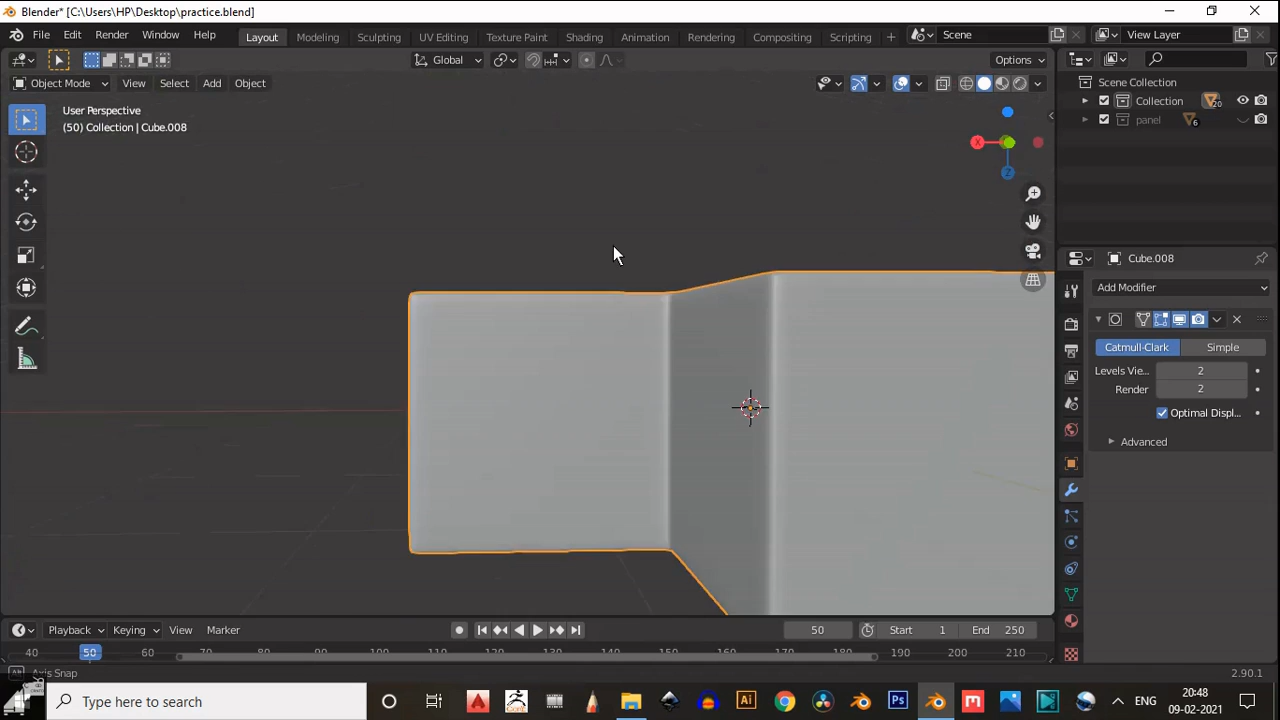 Blender* [C:\Users\HP\Desktop\practice.blend]
File Edit Render Window Help Layout Modeling Sculpting UV Editing Texture Paint Shading Animation Rendering Compositing Scripting Scene View Layer
Global Options
Object Mode View Select Add Object
Scene Collection
Collection 20
panel 6
User Perspective
(50) Collection | Cube.008
X
Z
Cube.008
Add Modifier
Catmull-Clark Simple
Levels Vie... 2
Render 2
Optimal Displ...
Advanced
Playback Keying View Marker 50 Start 1 End 250
40 50 60 70 80 90 100 110 120 130 140 150 160 170 180 190 200 210
Axis Snap 2.90.1
Type here to search
Ai Ps ENG 20:48
09-02-2021